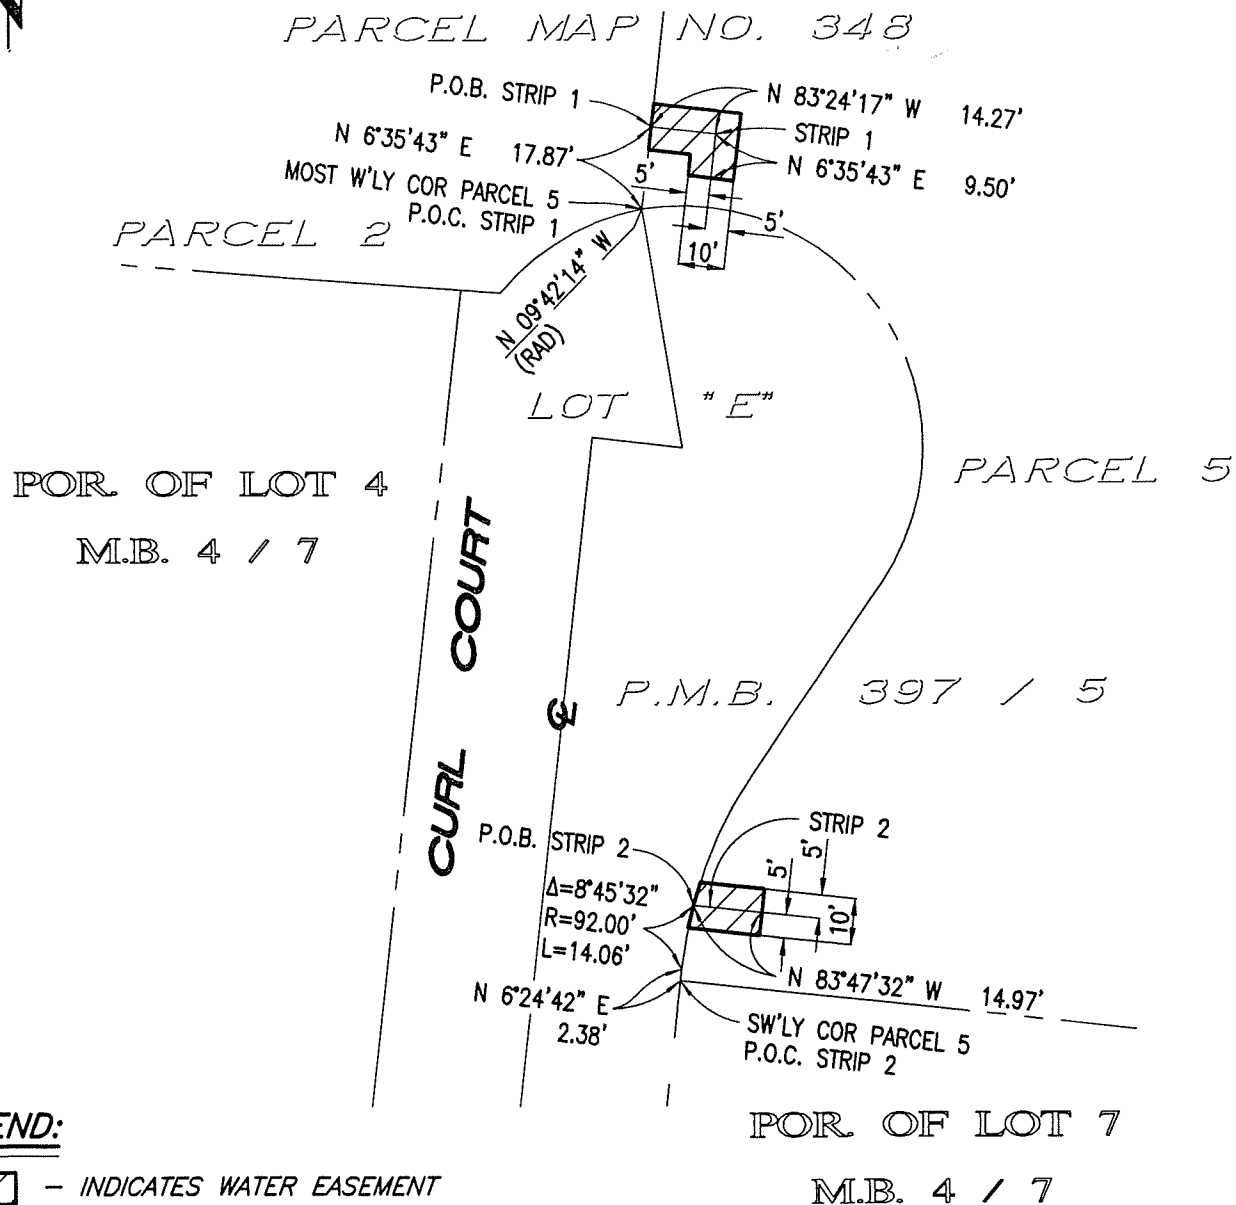 N
PARCEL MAP NO. 348
P.O.B. STRIP 1
N 83°24'17" W 14.27'
STRIP 1
N 6°35'43" E 17.87'
N 6°35'43" E 9.50'
MOST W'LY COR PARCEL 5
P.O.C. STRIP 1
5'
5'
10'
PARCEL 2
N 09°42'14" W
(RAD)
LOT "E"
PARCEL 5
POR. OF LOT 4
M.B. 4 / 7
CURL COURT
℄
P.M.B. 397 / 5
P.O.B. STRIP 2
STRIP 2
5'
5'
10'
Δ=8°45'32"
R=92.00'
L=14.06'
N 83°47'32" W 14.97'
N 6°24'42" E
2.38'
SW'LY COR PARCEL 5
P.O.C. STRIP 2
POR. OF LOT 7
M.B. 4 / 7
END:
- INDICATES WATER EASEMENT